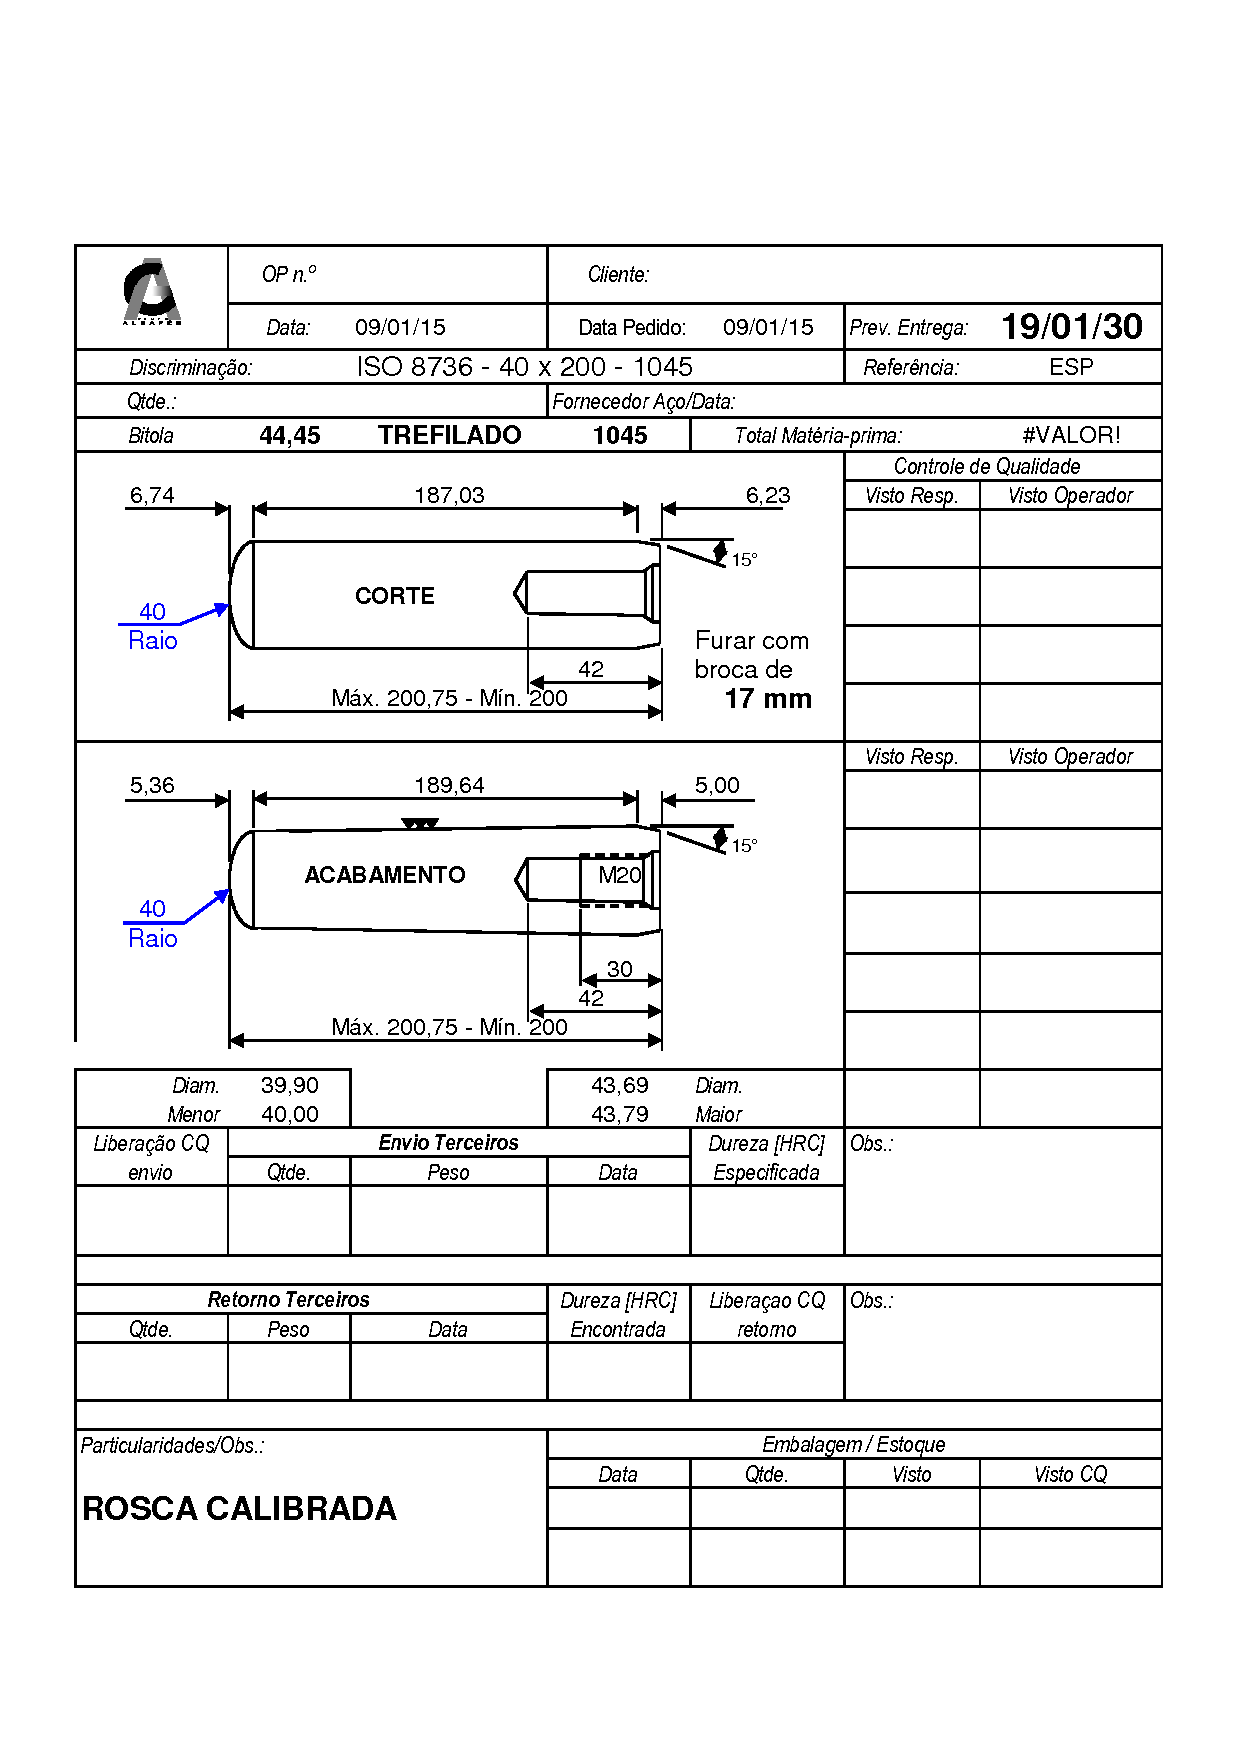 OP n.º Cliente:
ALBAPES
Data: 09/01/15 Data Pedido: 09/01/15 Prev. Entrega: 19/01/30
Discriminação: ISO 8736 - 40 x 200 - 1045 Referência: ESP
Qtde.: Fornecedor Aço/Data:
Bitola 44,45 TREFILADO 1045 Total Matéria-prima: #VALOR!
Controle de Qualidade
6,74 187,03 6,23 Visto Resp. Visto Operador
15°
CORTE
40
Raio Furar com
42 broca de
Máx. 200,75 - Mín. 200 17 mm
Visto Resp. Visto Operador
5,36 189,64 5,00
15°
ACABAMENTO M20
40
Raio
30
42
Máx. 200,75 - Mín. 200
Diam. 39,90 43,69 Diam.
Menor 40,00 43,79 Maior
Liberação CQ Envio Terceiros Dureza [HRC] Obs.:
envio Qtde. Peso Data Especificada
Retorno Terceiros Dureza [HRC] Liberaçao CQ Obs.:
Qtde. Peso Data Encontrada retorno
Particularidades/Obs.: Embalagem / Estoque
Data Qtde. Visto Visto CQ
ROSCA CALIBRADA